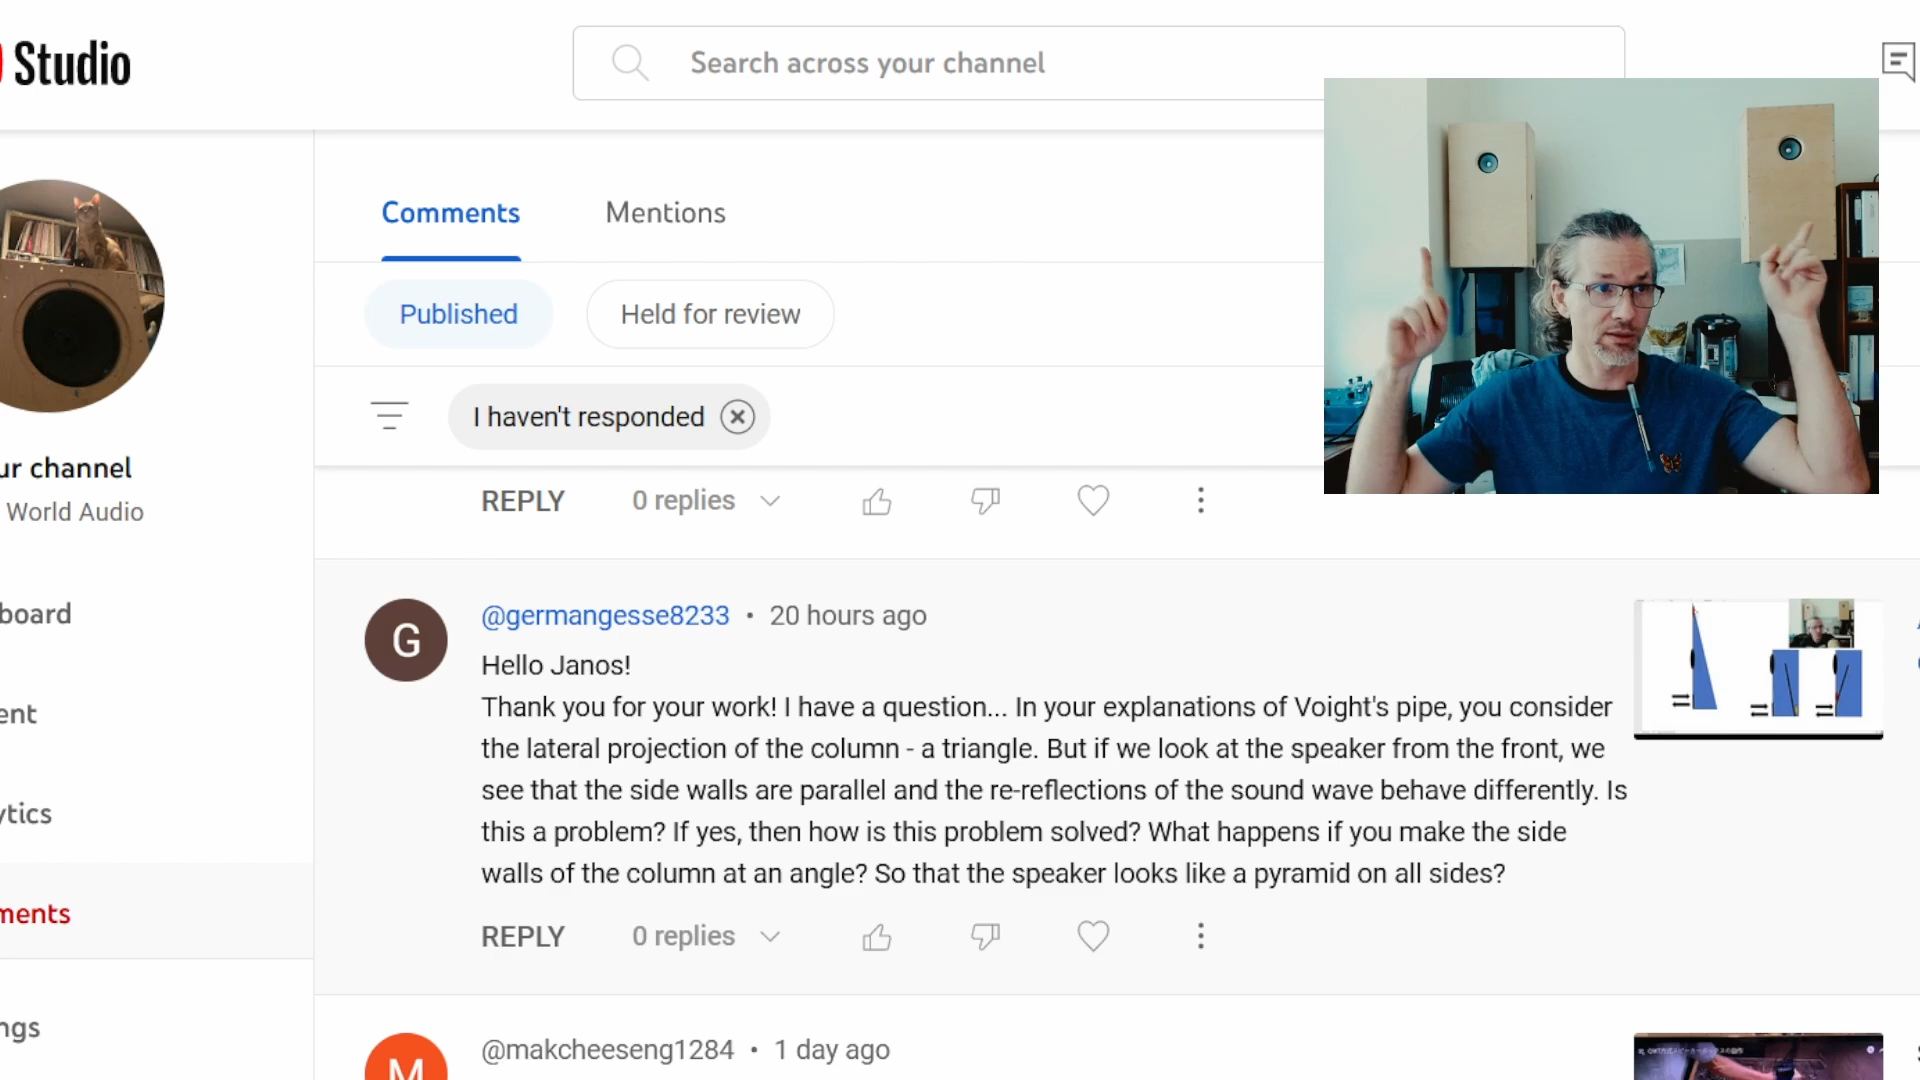 Studio
Search across your channel
Comments
Mentions
Published
Held for review
I haven't responded
ur channel
World Audio
REPLY
0 replies
board
ent
ytics
ments
ngs
G
@germangesse8233 • 20 hours ago
Hello Janos!
Thank you for your work! I have a question... In your explanations of Voight's pipe, you consider
the lateral projection of the column - a triangle. But if we look at the speaker from the front, we
see that the side walls are parallel and the re-reflections of the sound wave behave differently. Is
this a problem? If yes, then how is this problem solved? What happens if you make the side
walls of the column at an angle? So that the speaker looks like a pyramid on all sides?
REPLY
0 replies
M
@makcheeseng1284 • 1 day ago